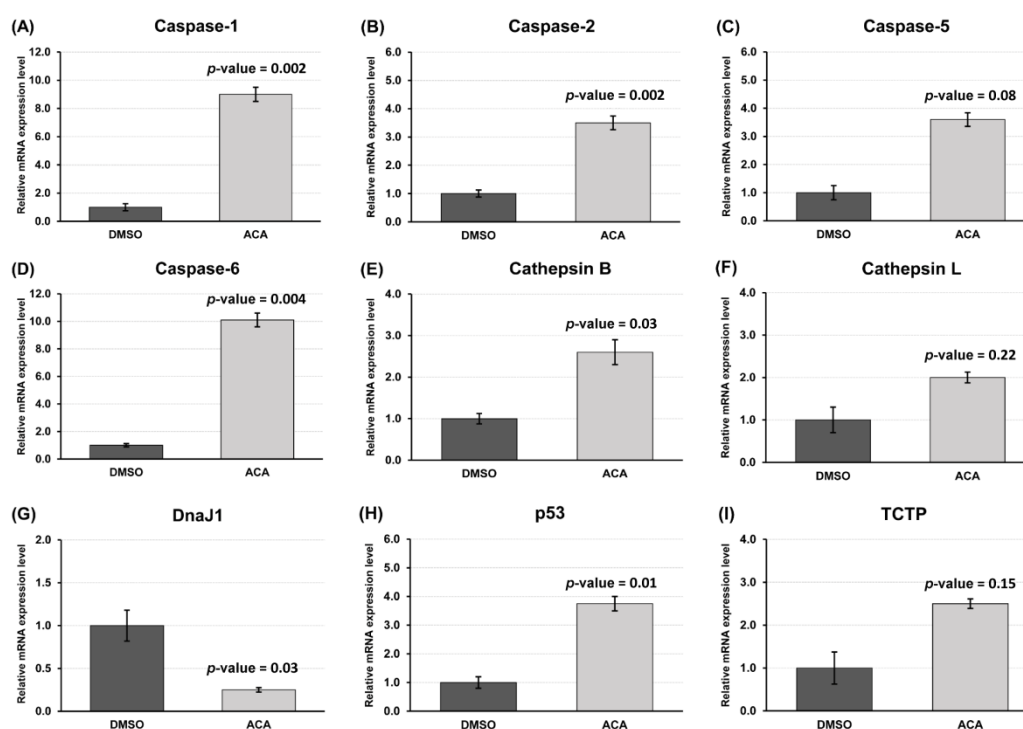 (A) Caspase-1
Relative mRNA expression level
12.0
10.0
9.0
8.0
6.0
4.0
2.0
0.0
p-value = 0.002
DMSO ACA
(B) Caspase-2
Relative mRNA expression level
6.0
5.0
4.0
3.0
2.0
1.0
0.0
p-value = 0.002
DMSO ACA
(C) Caspase-5
Relative mRNA expression level
6.0
5.0
4.0
3.0
2.0
1.0
0.0
p-value = 0.08
DMSO ACA
(D) Caspase-6
Relative mRNA expression level
12.0
10.0
8.0
6.0
4.0
2.0
0.0
p-value = 0.004
DMSO ACA
(E) Cathepsin B
Relative mRNA expression level
4.0
3.0
2.0
1.0
0.0
p-value = 0.03
DMSO ACA
(F) Cathepsin L
Relative mRNA expression level
4.0
3.0
2.0
1.0
0.0
p-value = 0.22
DMSO ACA
(G) DnaJ1
Relative mRNA expression level
2.0
1.5
1.0
0.5
0.0
p-value = 0.03
DMSO ACA
(H) p53
Relative mRNA expression level
6.0
5.0
4.0
3.0
2.0
1.0
0.0
p-value = 0.01
DMSO ACA
(I) TCTP
Relative mRNA expression level
4.0
3.0
2.0
1.0
0.0
p-value = 0.15
DMSO ACA